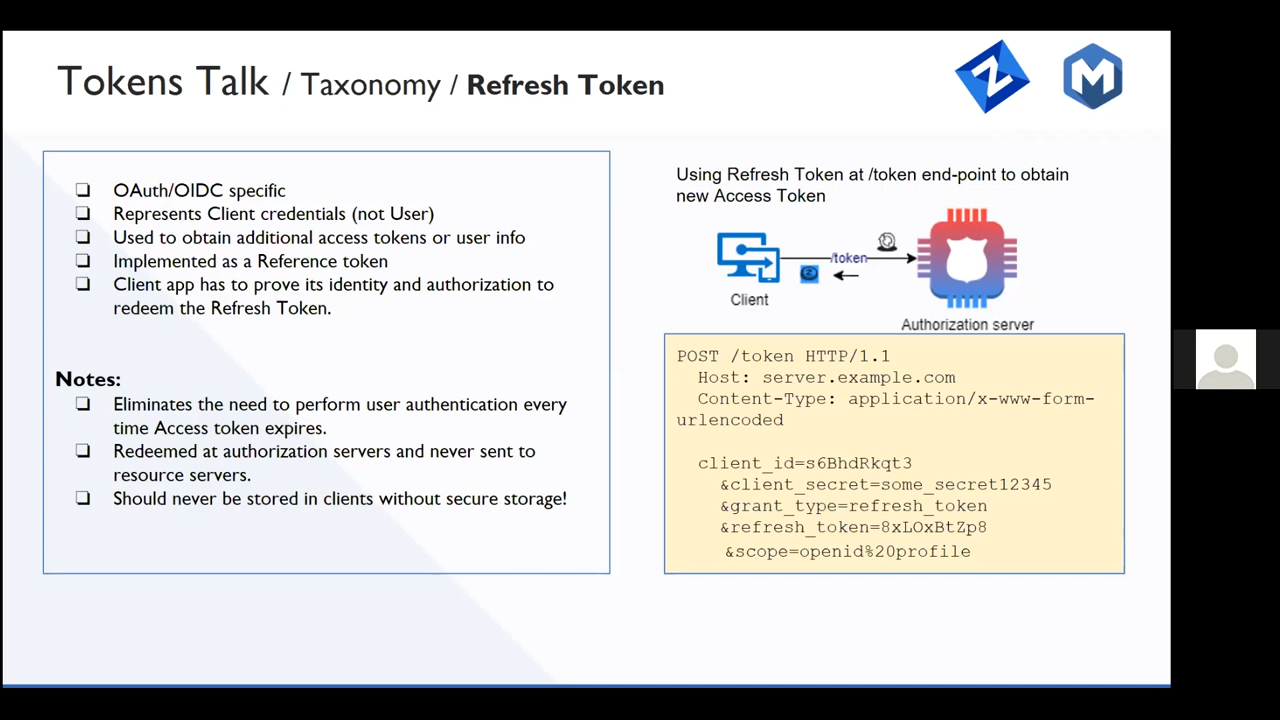 Tokens Talk / Taxonomy / Refresh Token
OAuth/OIDC specific
Represents Client credentials (not User)
Used to obtain additional access tokens or user info
Implemented as a Reference token
Client app has to prove its identity and authorization to
redeem the Refresh Token.
Notes:
Eliminates the need to perform user authentication every
time Access token expires.
Redeemed at authorization servers and never sent to
resource servers.
Should never be stored in clients without secure storage!
Z
M
Using Refresh Token at /token end-point to obtain
new Access Token
/token
Client
Authorization server
POST /token HTTP/1.1
Host: server.example.com
Content-Type: application/x-www-form-
urlencoded
client_id=s6BhdRkqt3
&client_secret=some_secret12345
&grant_type=refresh_token
&refresh_token=8xLOxBtZp8
&scope=openid%20profile